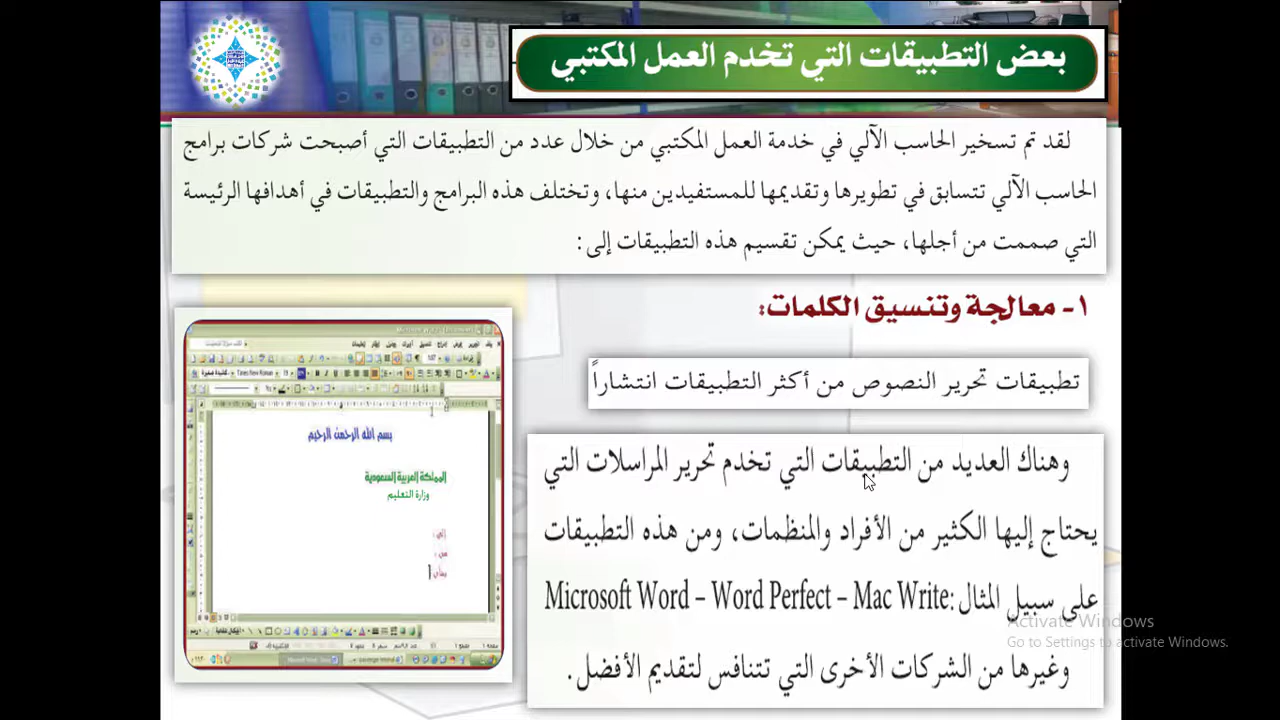 بعض التطبيقات التي تخدم العمل المكتبي
لقد تم تسخير الحاسب الآلي في خدمة العمل المكتبي من خلال عدد من التطبيقات التي أصبحت شركات برامج
الحاسب الآلي تتسابق في تطويرها وتقديمها للمستفيدين منها، وتختلف هذه البرامج والتطبيقات في أهدافها الرئيسة
التي صممت من أجلها، حيث يمكن تقسيم هذه التطبيقات إلى:
١- معالجة وتنسيق الكلمات:
تطبيقات تحرير النصوص من أكثر التطبيقات انتشاراً
وهناك العديد من التطبيقات التي تخدم تحرير المراسلات التي
يحتاج إليها الكثير من الأفراد والمنظمات، ومن هذه التطبيقات
على سبيل المثال: Microsoft Word – Word Perfect – Mac Write
وغيرها من الشركات الأخرى التي تتنافس لتقديم الأفضل.
Times New Roman
بسم الله الرحمن الرحيم
المملكة العربية السعودية
وزارة التعليم
Activate Windows
Go to Settings to activate Windows.